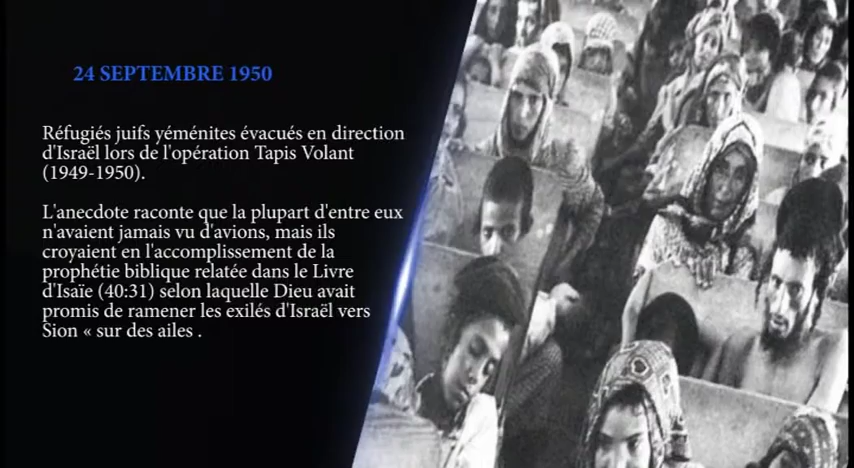 24 SEPTEMBRE 1950
Réfugiés juifs yéménites évacués en direction
d'Israël lors de l'opération Tapis Volant
(1949-1950).
L'anecdote raconte que la plupart d'entre eux
n'avaient jamais vu d'avions, mais ils
croyaient en l'accomplissement de la
prophétie biblique relatée dans le Livre
d'Isaïe (40:31) selon laquelle Dieu avait
promis de ramener les exilés d'Israël vers
Sion « sur des ailes .